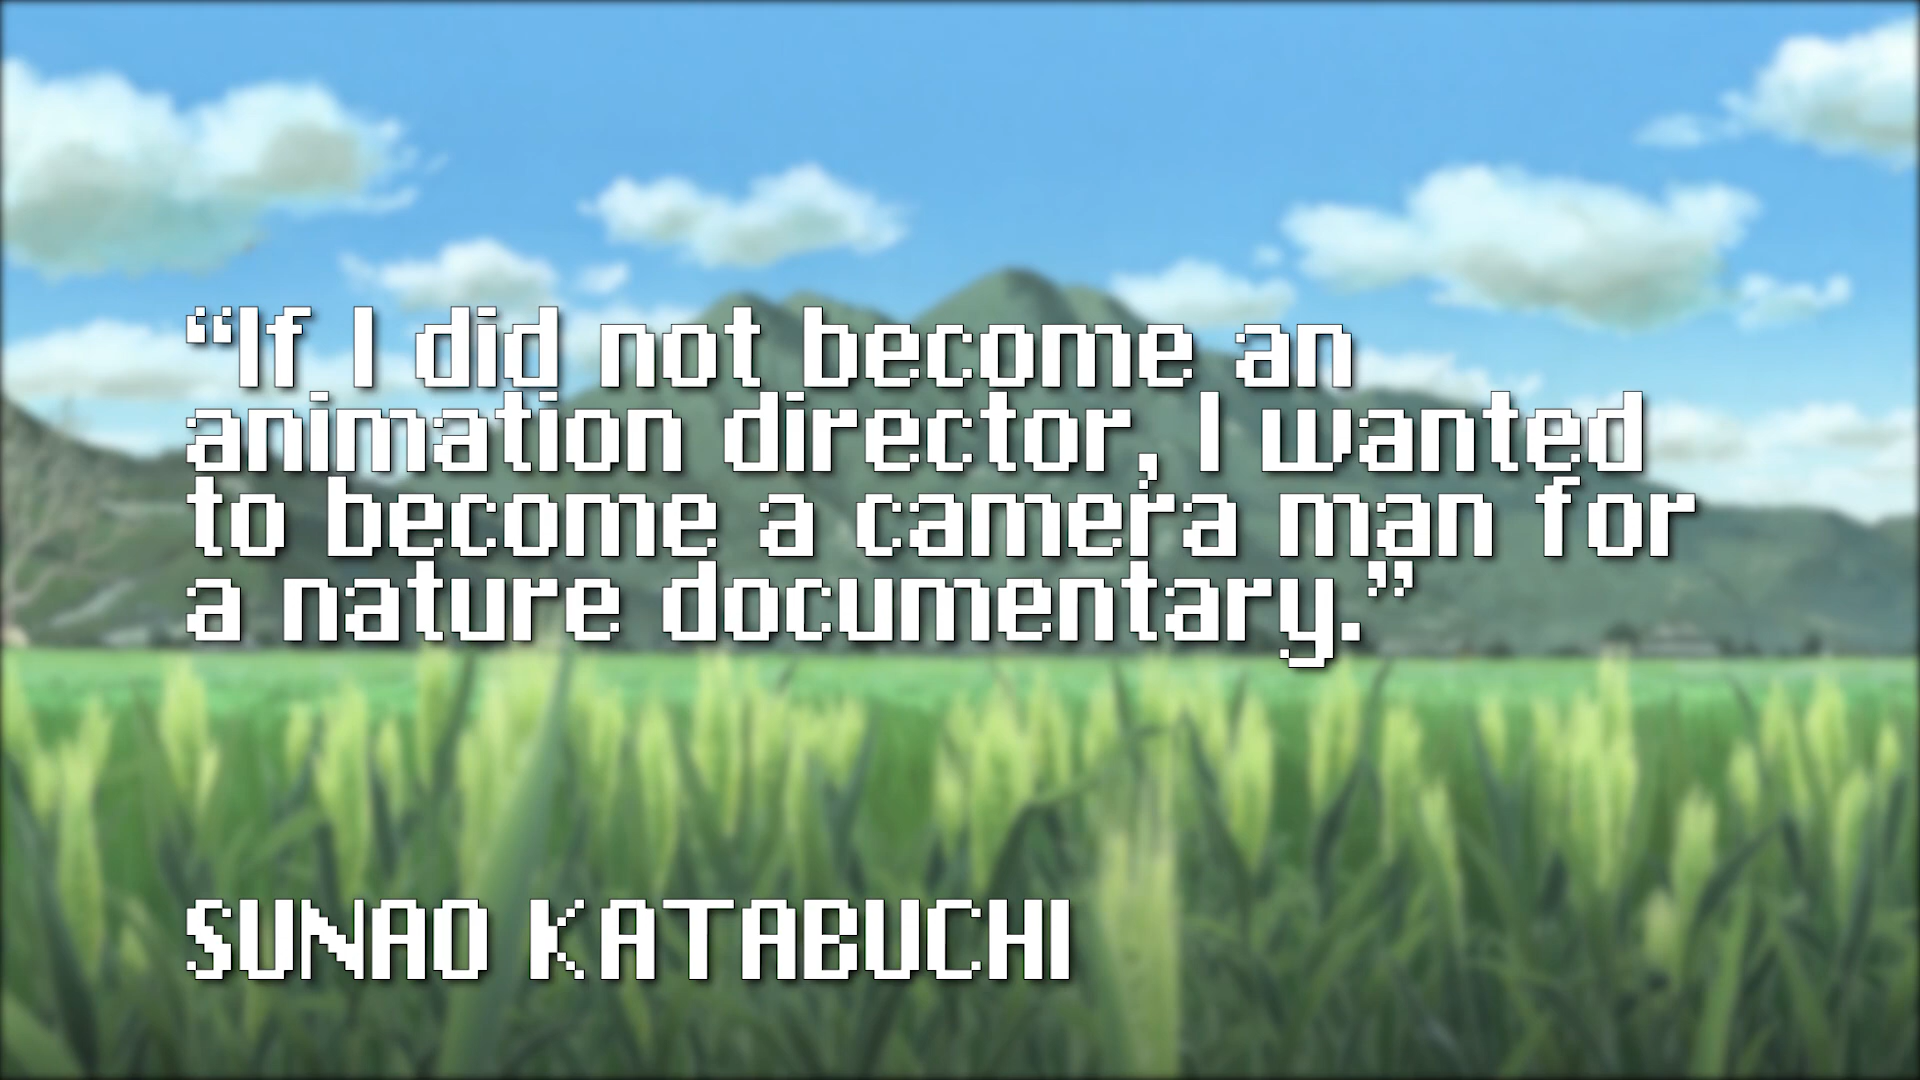 “If I did not become an
animation director, I wanted
to become a camera man for
a nature documentary.”
SUNAO KATABUCHI